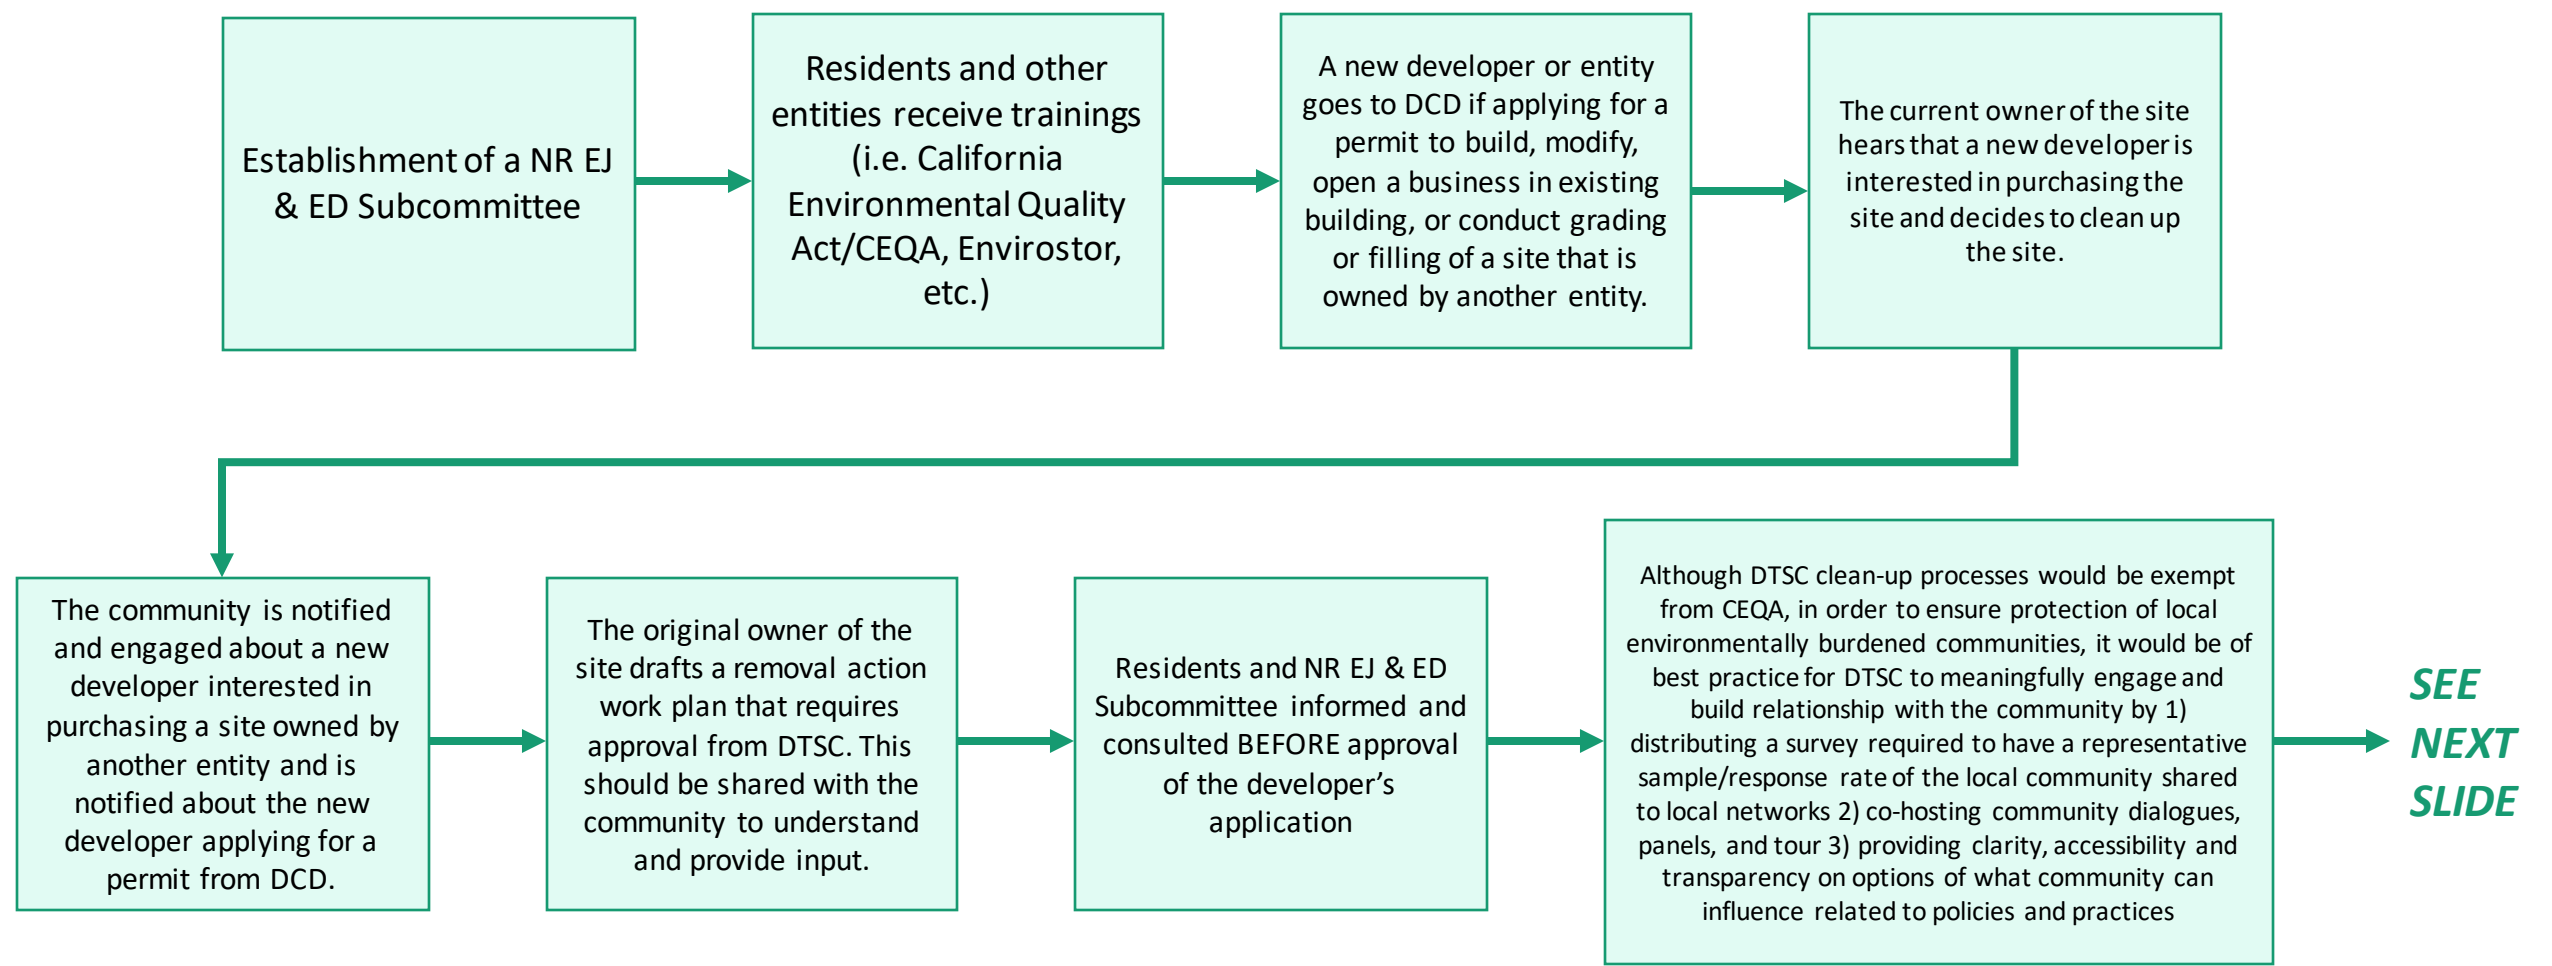 Establishment of a NR EJ
& ED Subcommittee
Residents and other
entities receive trainings
(i.e. California
Environmental Quality
Act/CEQA, Envirostor,
etc.)
A new developer or entity
goes to DCD if applying for a
permit to build, modify,
open a business in existing
building, or conduct grading
or filling of a site that is
owned by another entity.
The current owner of the site
hears that a new developer is
interested in purchasing the
site and decides to clean up
the site.
The community is notified
and engaged about a new
developer interested in
purchasing a site owned by
another entity and is
notified about the new
developer applying for a
permit from DCD.
The original owner of the
site drafts a removal action
work plan that requires
approval from DTSC. This
should be shared with the
community to understand
and provide input.
Residents and NR EJ & ED
Subcommittee informed and
consulted BEFORE approval
of the developer’s
application
Although DTSC clean-up processes would be exempt
from CEQA, in order to ensure protection of local
environmentally burdened communities, it would be of
best practice for DTSC to meaningfully engage and
build relationship with the community by 1)
distributing a survey required to have a representative
sample/response rate of the local community shared
to local networks 2) co-hosting community dialogues,
panels, and tour 3) providing clarity, accessibility and
transparency on options of what community can
influence related to policies and practices
SEE
NEXT
SLIDE